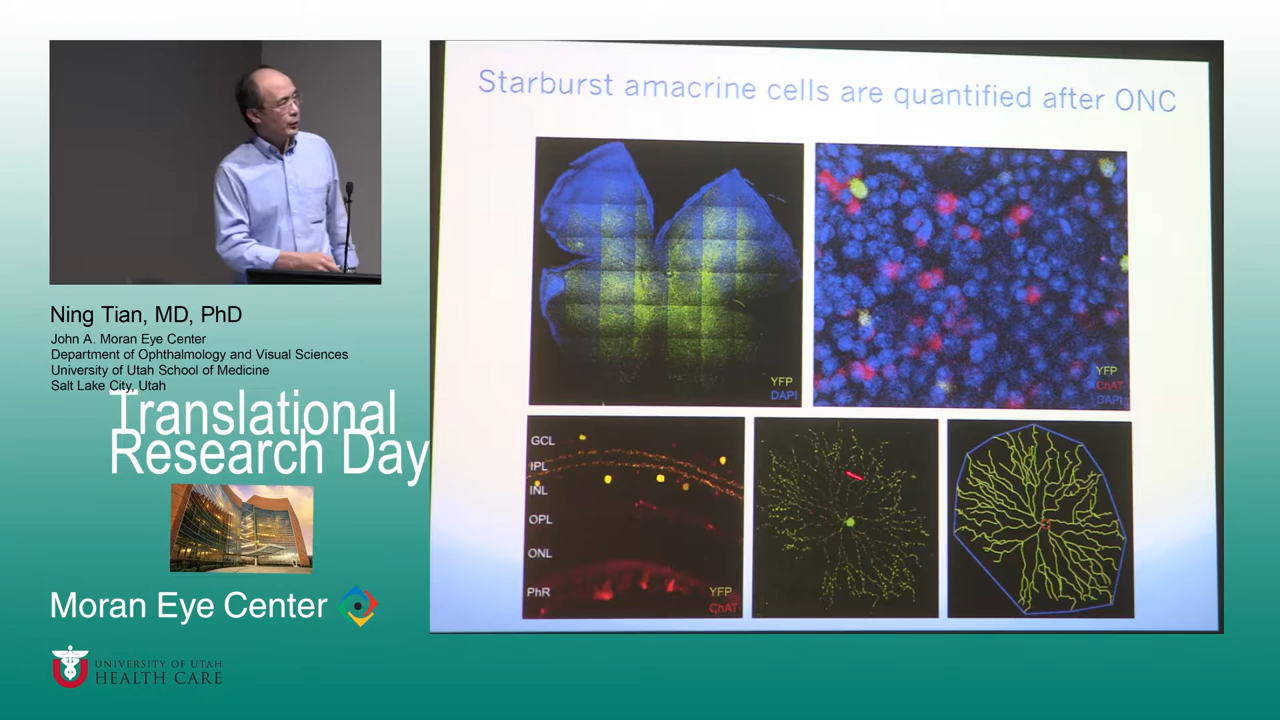 Starburst amacrine cells are quantified after ONC
YFP
DAPI
YFP
ChAT
DAPI
GCL
IPL
INL
OPL
ONL
PhR
YFP
ChAT
Ning Tian, MD, PhD
John A. Moran Eye Center
Department of Ophthalmology and Visual Sciences
University of Utah School of Medicine
Salt Lake City, Utah
Translational
Research Day
Moran Eye Center
UNIVERSITY OF UTAH
HEALTH CARE